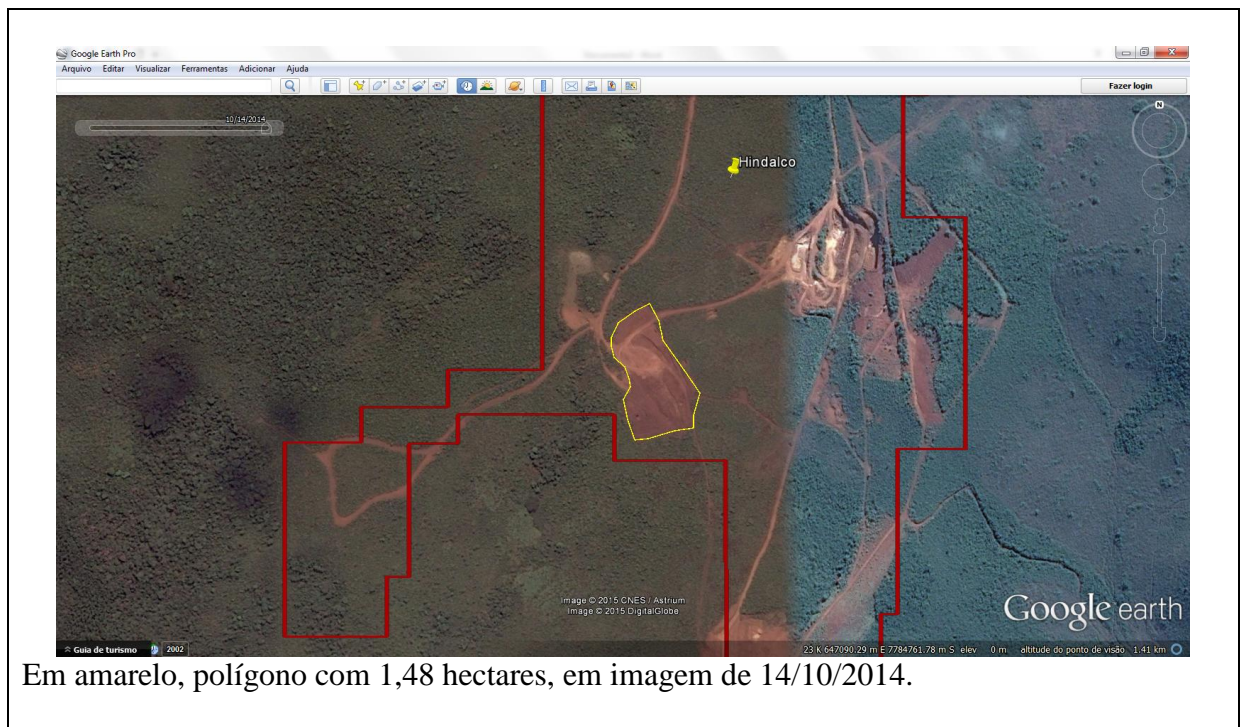 Google Earth Pro
Arquivo Editar Visualizar Ferramentas Adicionar Ajuda
Fazer login
10/14/2014
N
Hindalco
Image © 2015 CNES / Astrium
Image © 2015 DigitalGlobe
Google earth
Guia de turismo 2002
23 K 647090.29 m E 7784761.78 m S elev 0 m altitude do ponto de visão 1.41 km
Em amarelo, polígono com 1,48 hectares, em imagem de 14/10/2014.